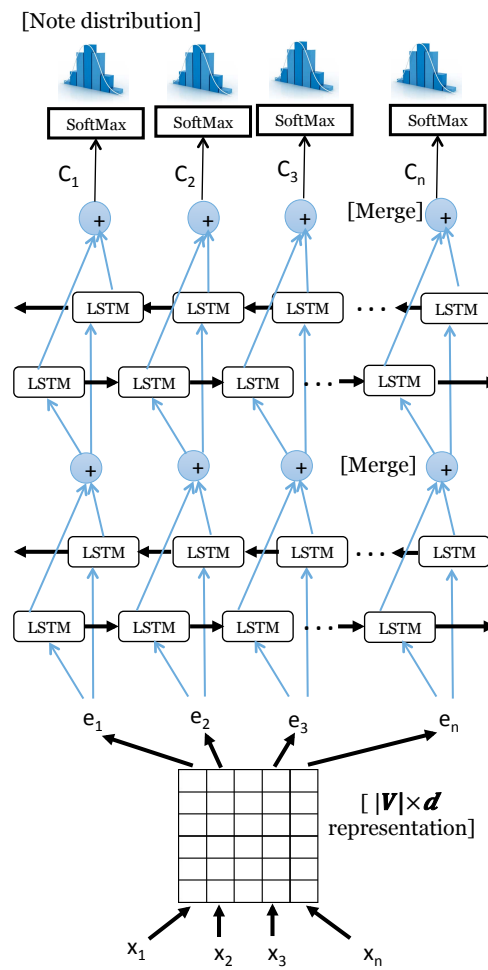 [Note distribution]
SoftMax SoftMax SoftMax SoftMax
C1 C2 C3 Cn
[Merge]
+ + + +
LSTM LSTM LSTM ... LSTM
LSTM LSTM LSTM ... LSTM
[Merge]
+ + + +
LSTM LSTM LSTM ... LSTM
LSTM LSTM LSTM ... LSTM
e1 e2 e3 en
[ |V|×d
representation]
x1 x2 x3 xn